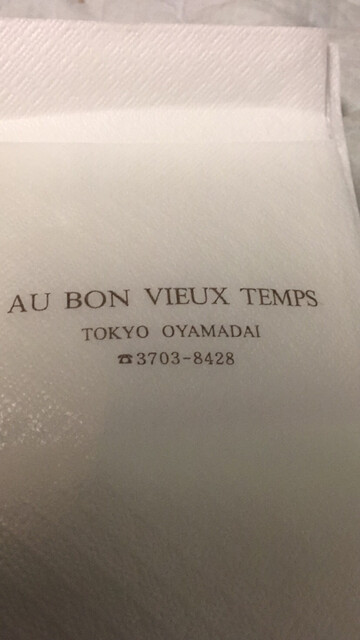 AU BON VIEUX TEMPS
TOKYO OYAMADAI
☎3703-8428